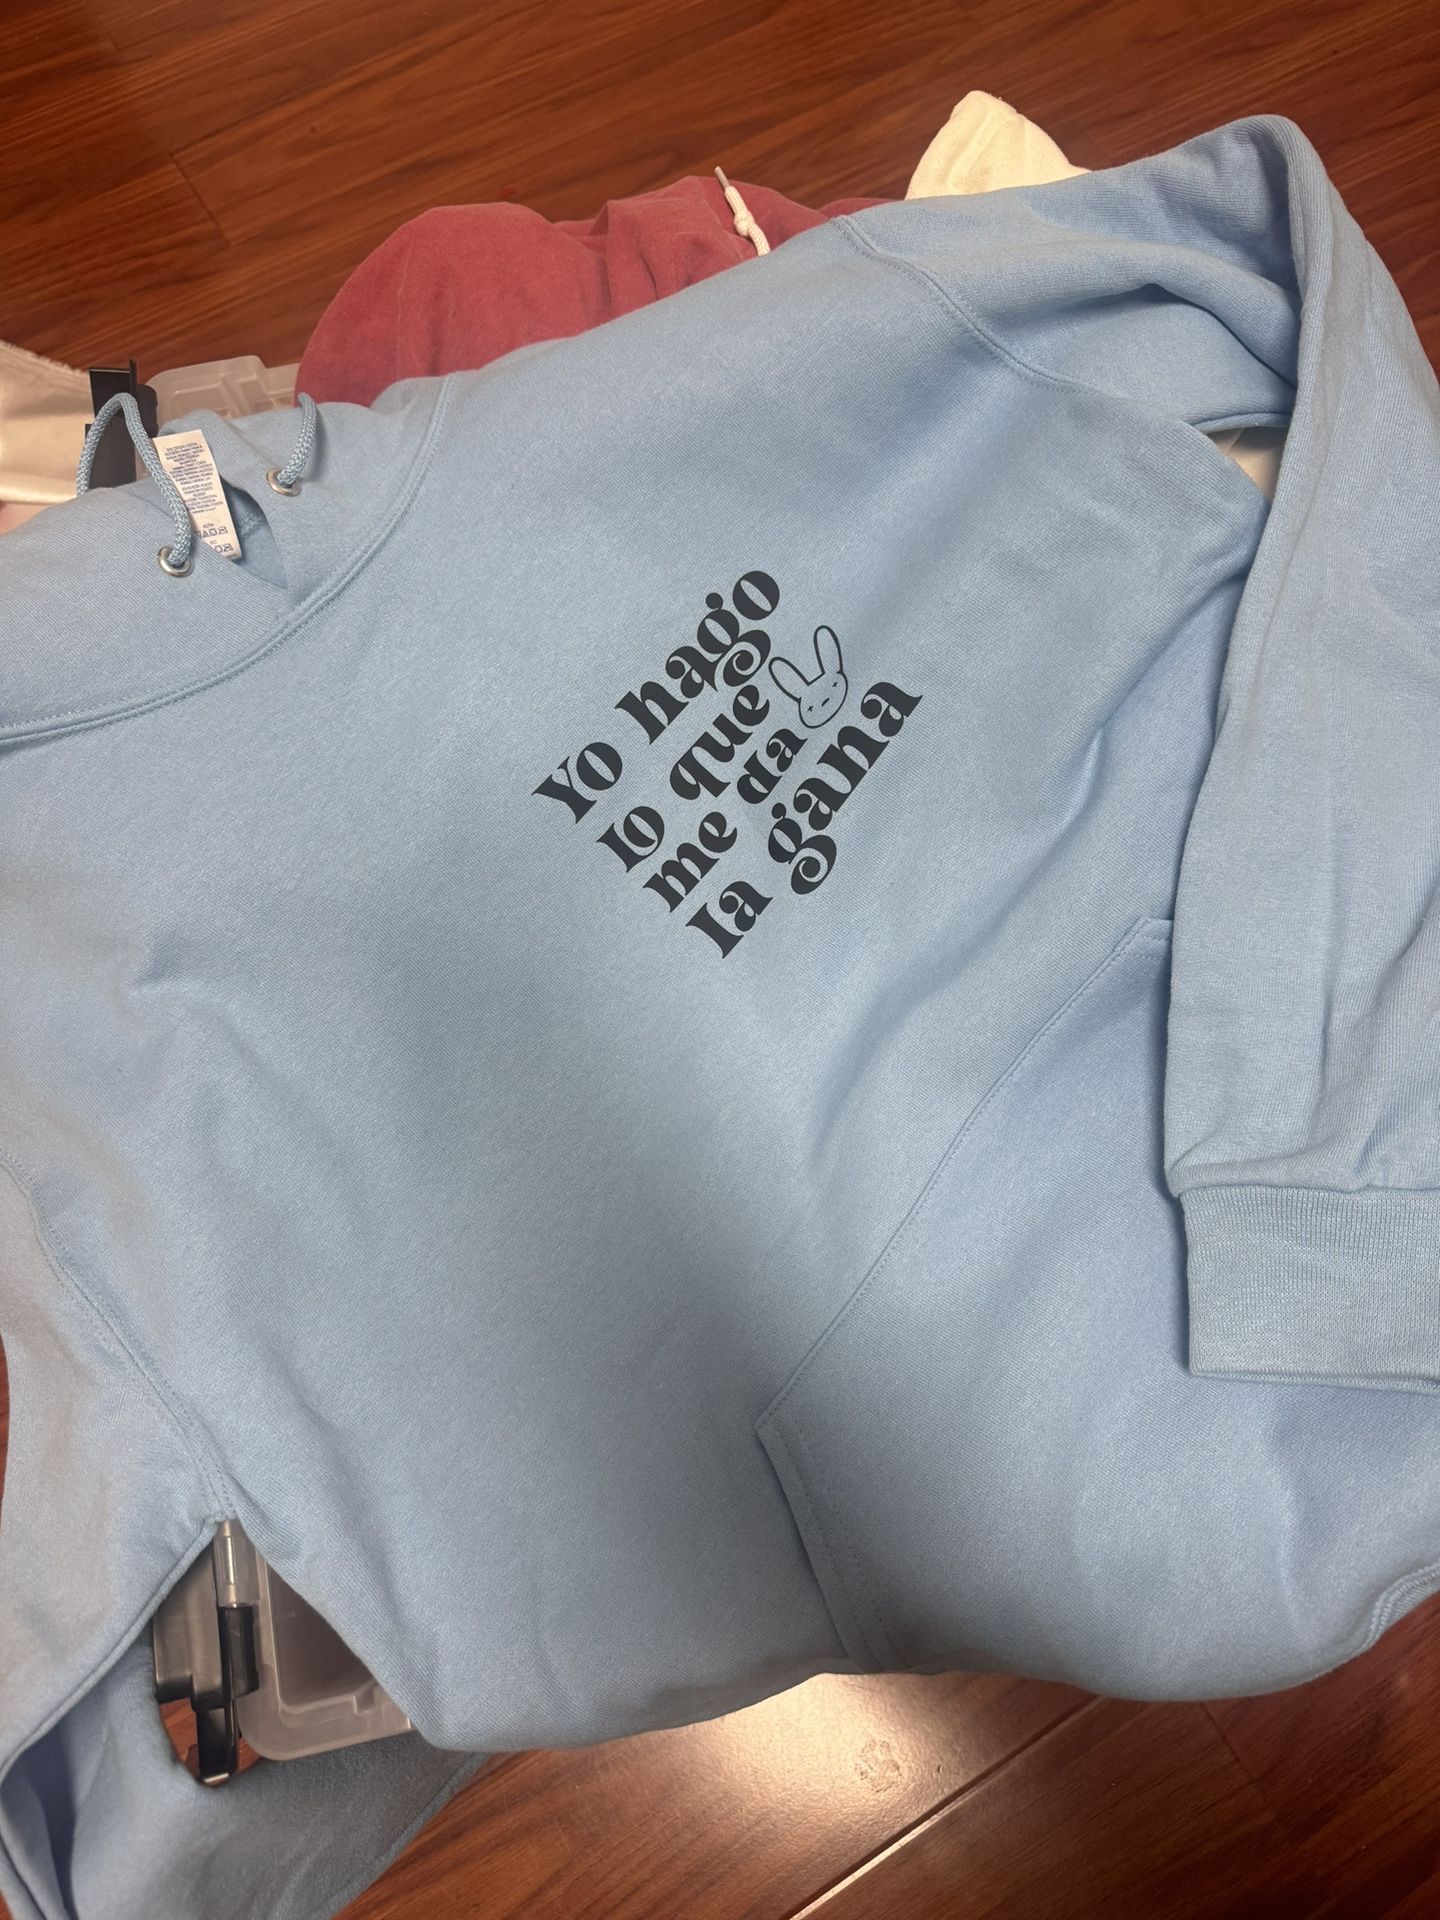 Yo hago
lo que
me da
la gana